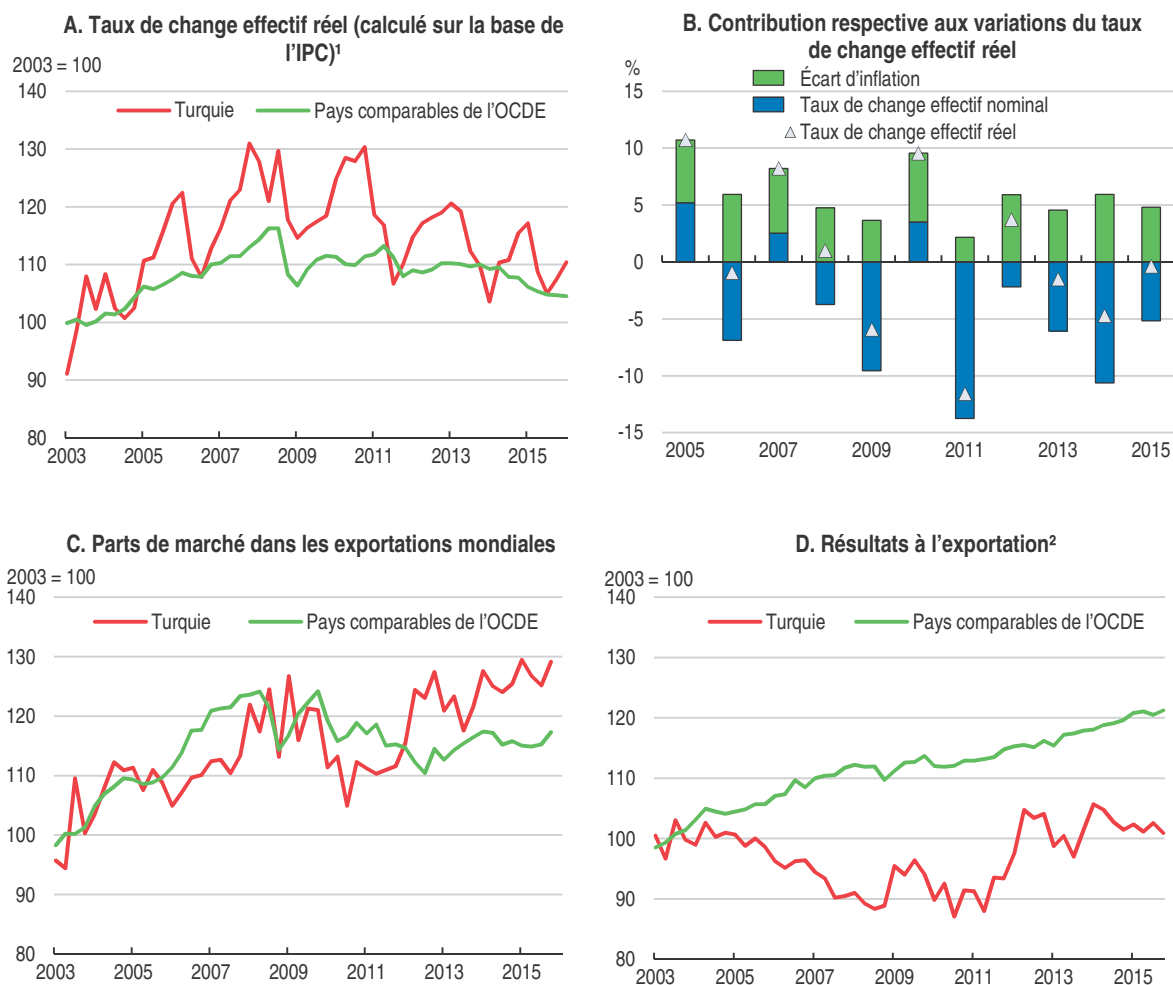 A. Taux de change effectif réel (calculé sur la base de
l'IPC)¹
2003 = 100
140
Turquie
Pays comparables de l'OCDE
130
120
110
100
90
80
2003 2005 2007 2009 2011 2013 2015
B. Contribution respective aux variations du taux
de change effectif réel
%
Écart d'inflation
15
Taux de change effectif nominal
Taux de change effectif réel
10
5
0
-5
-10
-15
2005 2007 2009 2011 2013 2015
C. Parts de marché dans les exportations mondiales
2003 = 100
140
Turquie
Pays comparables de l'OCDE
130
120
110
100
90
80
2003 2005 2007 2009 2011 2013 2015
D. Résultats à l'exportation²
2003 = 100
140
Turquie
Pays comparables de l'OCDE
130
120
110
100
90
80
2003 2005 2007 2009 2011 2013 2015